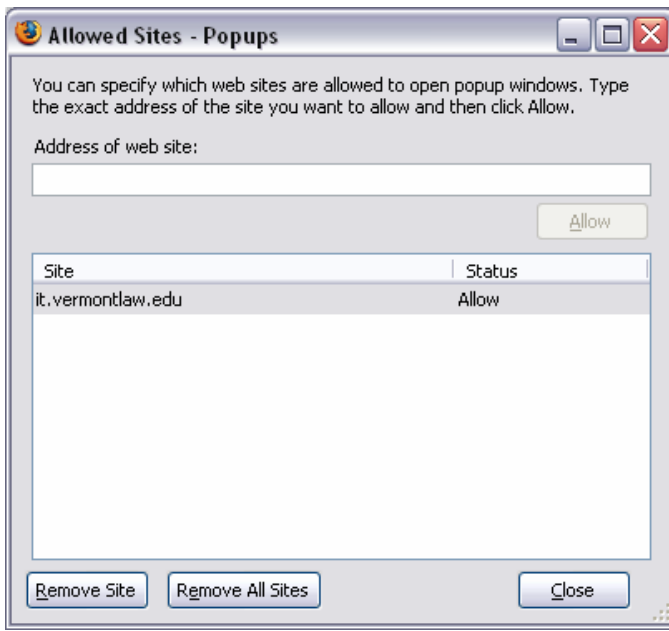 Allowed Sites - Popups
You can specify which web sites are allowed to open popup windows. Type
the exact address of the site you want to allow and then click Allow.
Address of web site:
Allow
Site Status
it.vermontlaw.edu Allow
Remove Site Remove All Sites Close